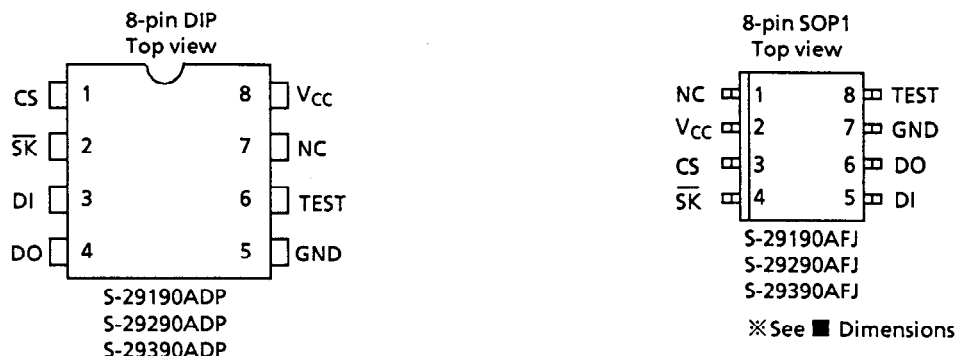 8-pin DIP
Top view
CS 1 8 VCC
S̅K̅ 2 7 NC
DI 3 6 TEST
DO 4 5 GND
S-29190ADP
S-29290ADP
S-29390ADP
8-pin SOP1
Top view
NC 1 8 TEST
VCC 2 7 GND
CS 3 6 DO
S̅K̅ 4 5 DI
S-29190AFJ
S-29290AFJ
S-29390AFJ
※See ■ Dimensions